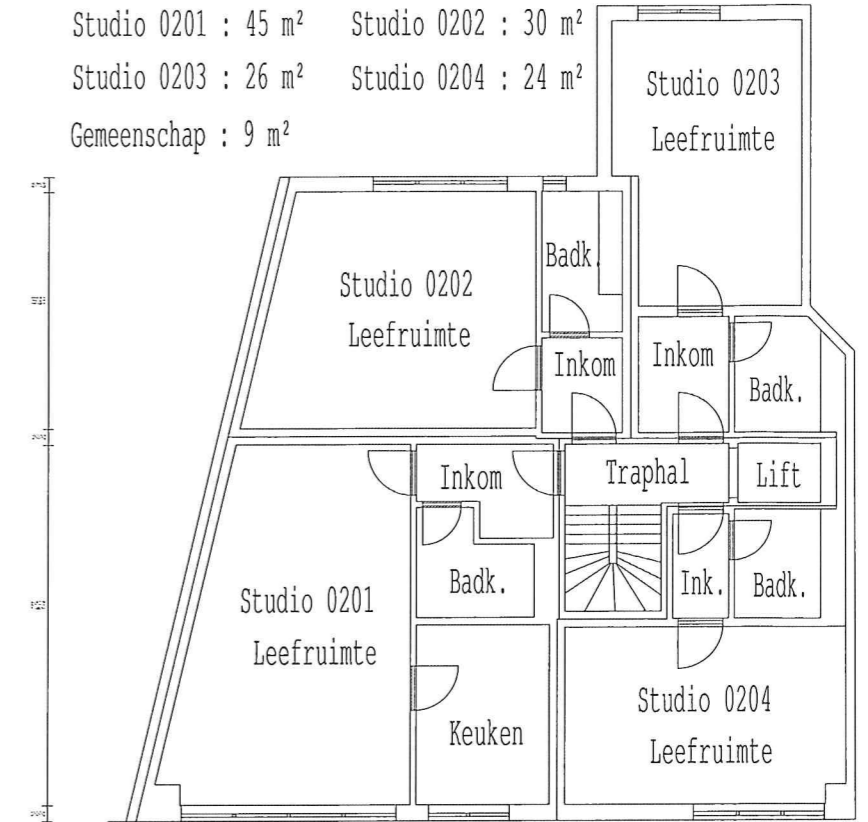 Studio 0201 : 45 m² Studio 0202 : 30 m²
Studio 0203 : 26 m² Studio 0204 : 24 m²
Gemeenschap : 9 m²
Studio 0203
Leefruimte
Badk.
Studio 0202
Leefruimte
Inkom
Inkom
Badk.
Inkom
Traphal
Lift
Studio 0201
Leefruimte
Badk.
Ink.
Badk.
Keuken
Studio 0204
Leefruimte